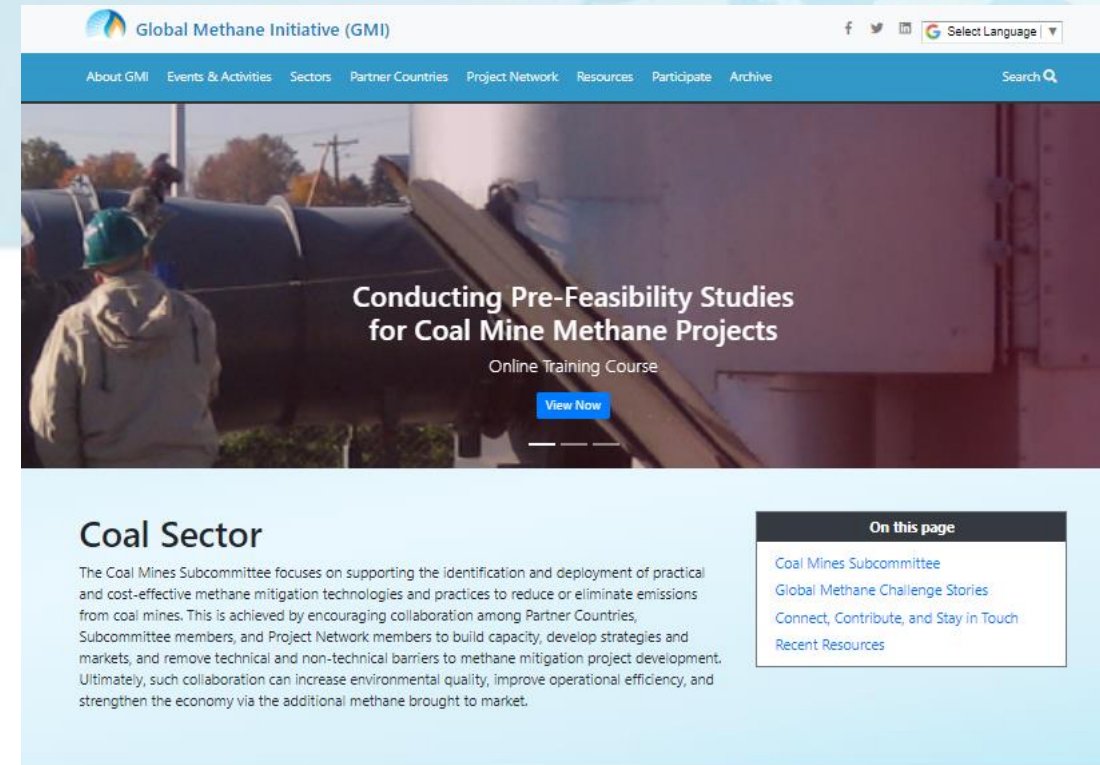 Global Methane Initiative (GMI)
Select Language
About GMI Events & Activities Sectors Partner Countries Project Network Resources Participate Archive Search
Conducting Pre-Feasibility Studies
for Coal Mine Methane Projects
Online Training Course
View Now
Coal Sector
The Coal Mines Subcommittee focuses on supporting the identification and deployment of practical
and cost-effective methane mitigation technologies and practices to reduce or eliminate emissions
from coal mines. This is achieved by encouraging collaboration among Partner Countries,
Subcommittee members, and Project Network members to build capacity, develop strategies and
markets, and remove technical and non-technical barriers to methane mitigation project development.
Ultimately, such collaboration can increase environmental quality, improve operational efficiency, and
strengthen the economy via the additional methane brought to market.
On this page
Coal Mines Subcommittee
Global Methane Challenge Stories
Connect, Contribute, and Stay in Touch
Recent Resources